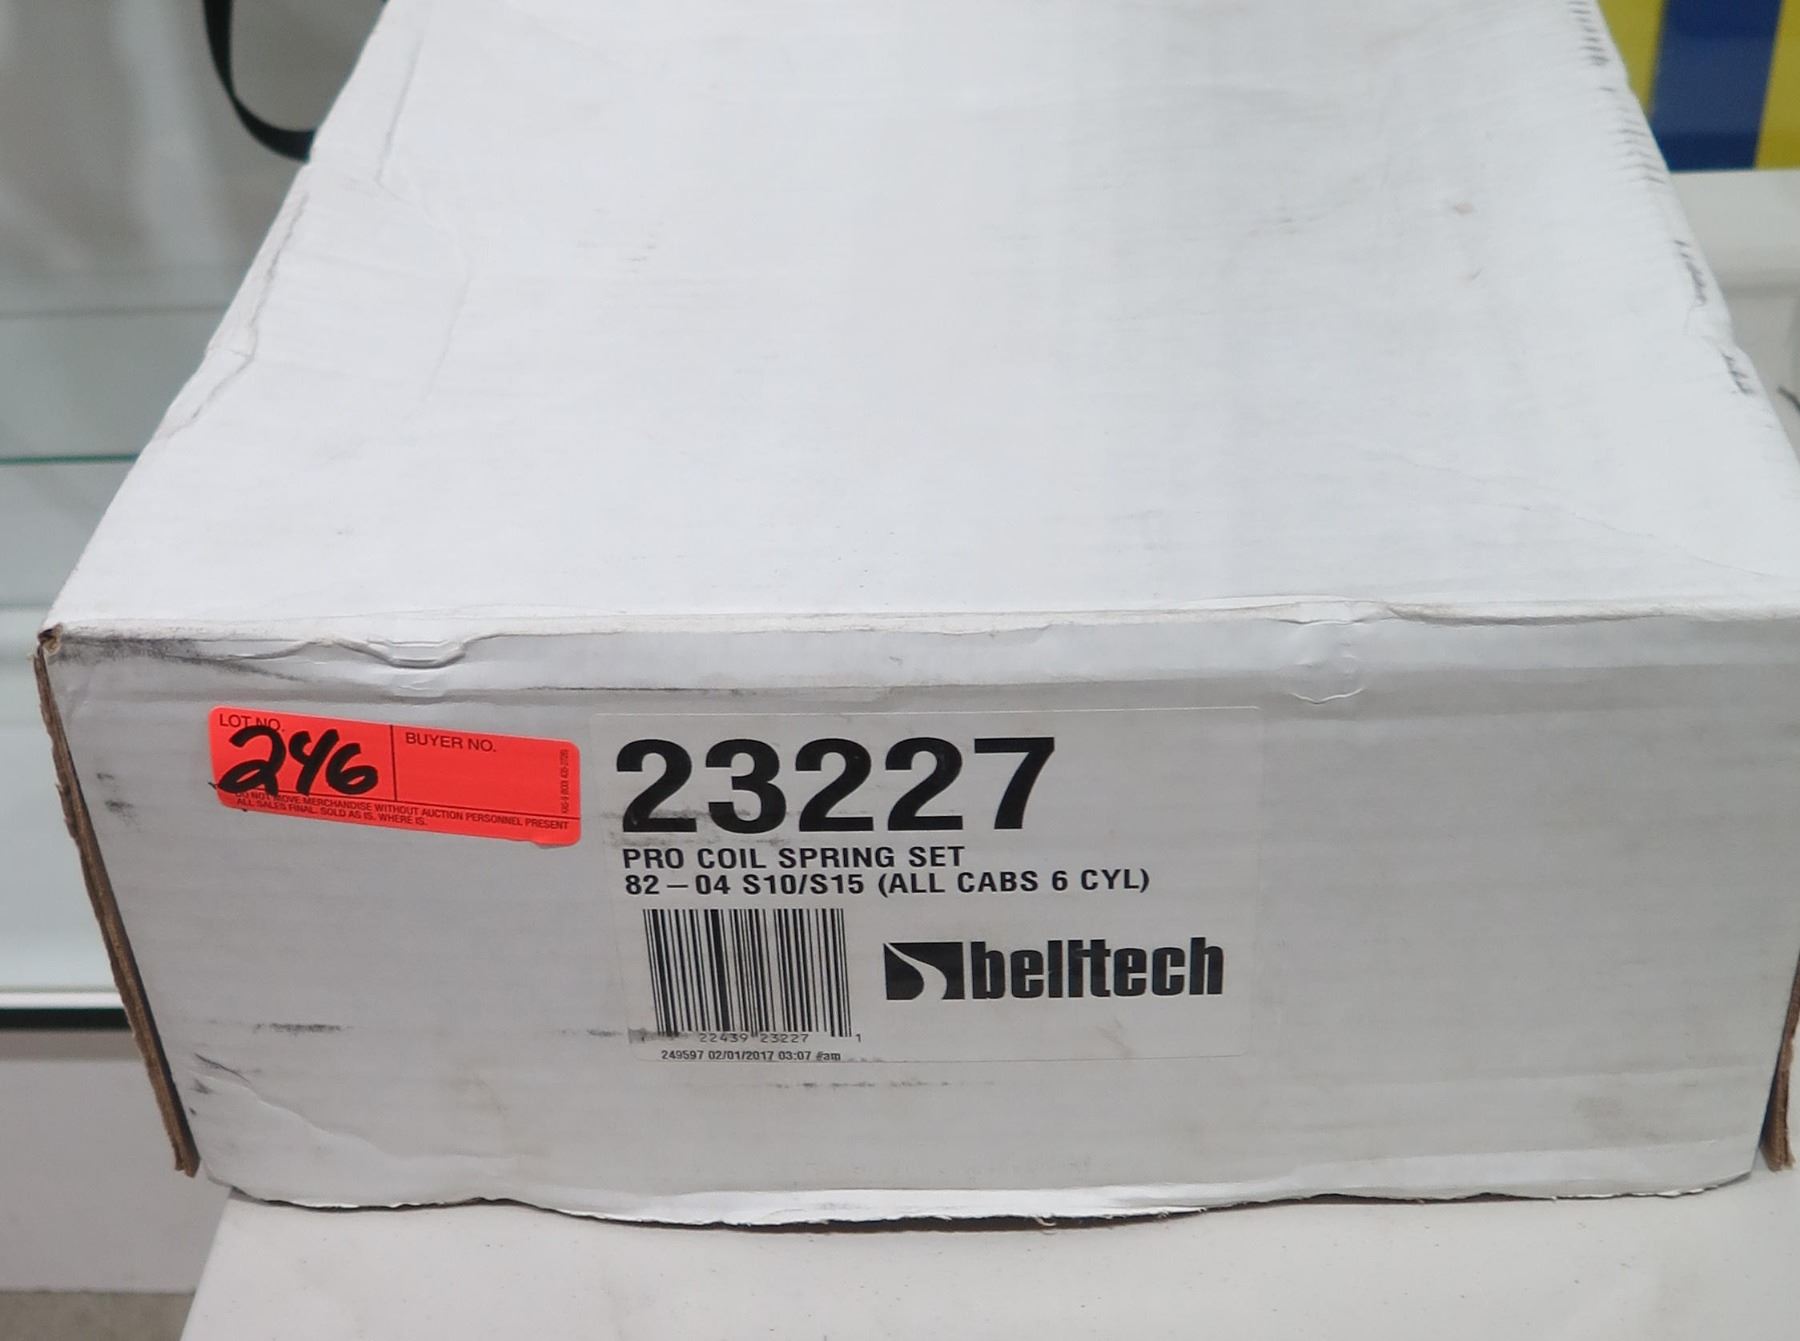 LOT NO.
246
BUYER NO.
DO NOT MOVE MERCHANDISE WITHOUT AUCTION PERSONNEL PRESENT
ALL SALES FINAL. SOLD AS IS. WHERE IS.
23227
PRO COIL SPRING SET
82-04 S10/S15 (ALL CABS 6 CYL)
belltech
22439 23227 1
249597 02/01/2017 03:07 #am